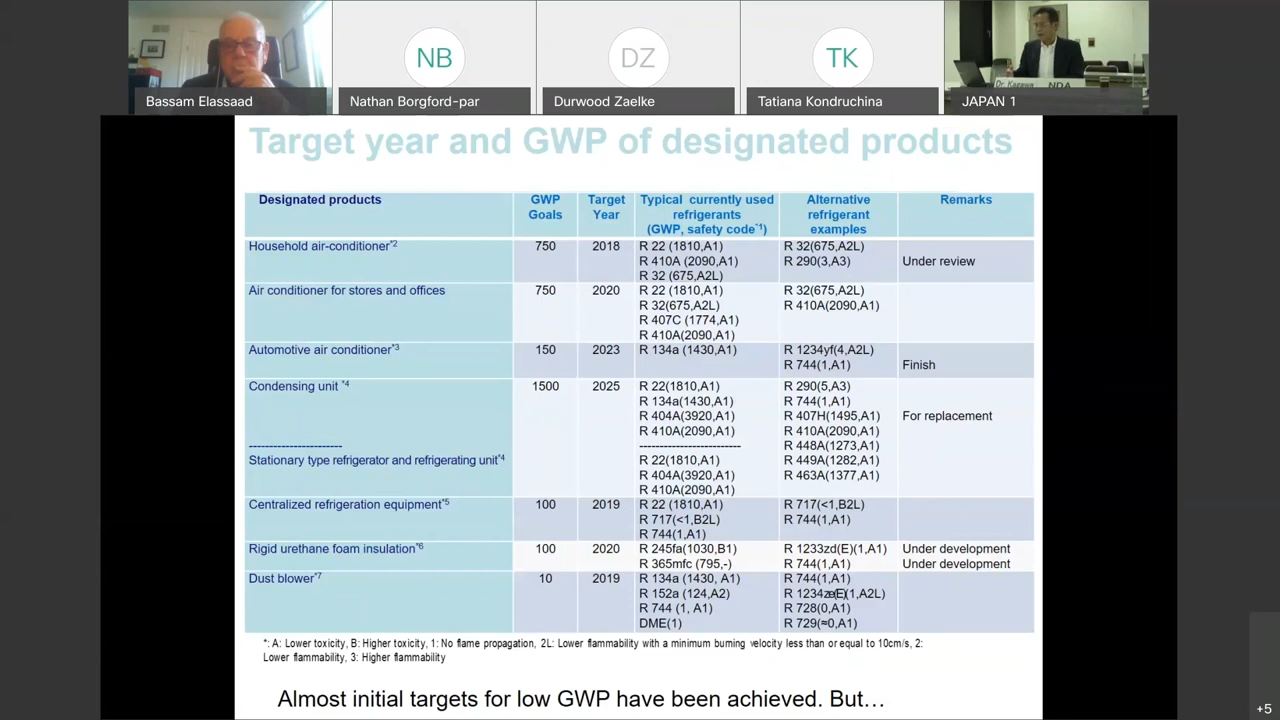 NB
DZ
TK
Bassam Elassaad
Nathan Borgford-par
Durwood Zaelke
Tatiana Kondruchina
JAPAN 1
Dr. Kagawa
NDA
Target year and GWP of designated products
Designated products GWP Goals Target Year Typical currently used refrigerants (GWP, safety code*1) Alternative refrigerant examples Remarks
Household air-conditioner*2 750 2018 R 22 (1810,A1) R 32(675,A2L)
R 410A (2090,A1) R 290(3,A3) Under review
R 32 (675,A2L)
Air conditioner for stores and offices 750 2020 R 22 (1810,A1) R 32(675,A2L)
R 32(675,A2L) R 410A(2090,A1)
R 407C (1774,A1)
R 410A(2090,A1)
Automotive air conditioner*3 150 2023 R 134a (1430,A1) R 1234yf(4,A2L)
R 744(1,A1) Finish
Condensing unit *4 1500 2025 R 22(1810,A1) R 290(5,A3)
R 134a(1430,A1) R 744(1,A1)
R 404A(3920,A1) R 407H(1495,A1) For replacement
R 410A(2090,A1) R 410A(2090,A1)
----------------------- ------------------------- R 448A(1273,A1)
Stationary type refrigerator and refrigerating unit*4 R 22(1810,A1) R 449A(1282,A1)
R 404A(3920,A1) R 463A(1377,A1)
R 410A(2090,A1)
Centralized refrigeration equipment*5 100 2019 R 22 (1810,A1) R 717(<1,B2L)
R 717(<1,B2L) R 744(1,A1)
R 744(1,A1)
Rigid urethane foam insulation*6 100 2020 R 245fa(1030,B1) R 1233zd(E)(1,A1) Under development
R 365mfc (795,-) R 744(1,A1) Under development
Dust blower*7 10 2019 R 134a (1430, A1) R 744(1,A1)
R 152a (124,A2) R 1234ze(E)(1,A2L)
R 744 (1, A1) R 728(0,A1)
DME(1) R 729(≈0,A1)
*: A: Lower toxicity, B: Higher toxicity, 1: No flame propagation, 2L: Lower flammability with a minimum burning velocity less than or equal to 10cm/s, 2:
Lower flammability, 3: Higher flammability
Almost initial targets for low GWP have been achieved. But…
+5